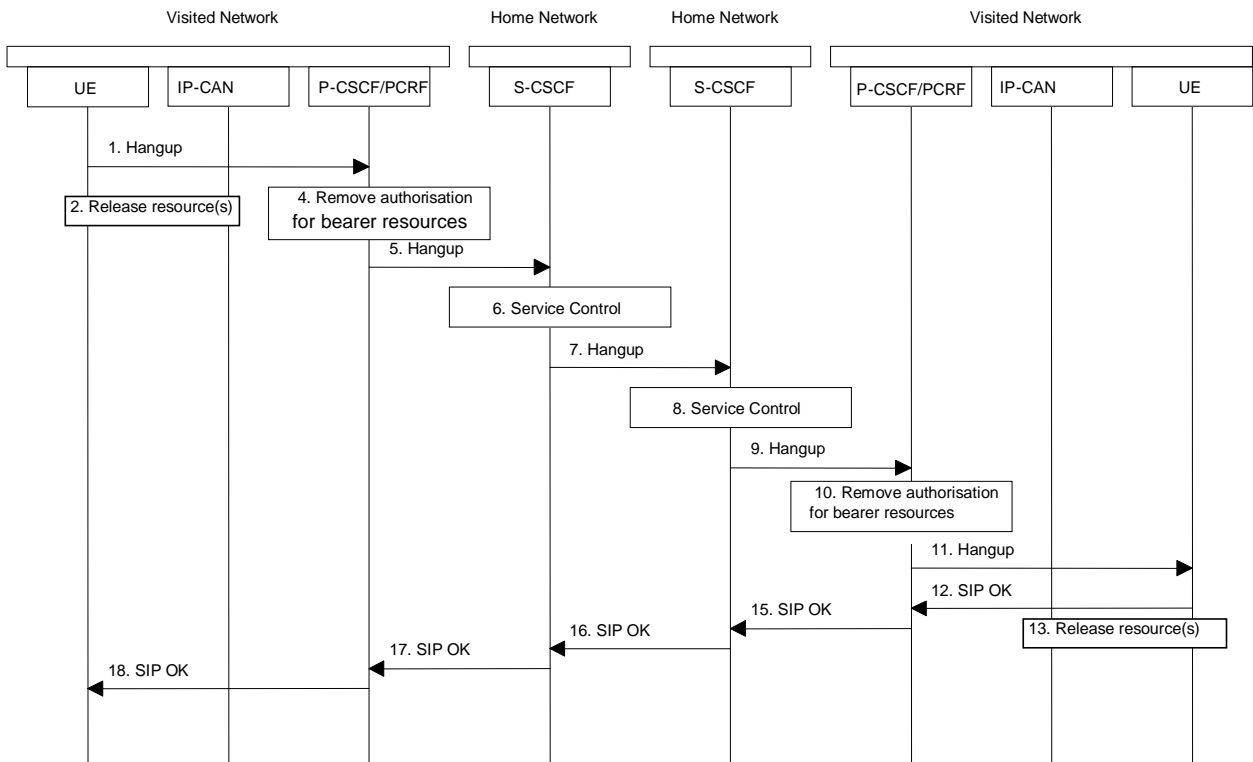 Visited Network
Home Network
Home Network
Visited Network
UE
IP-CAN
P-CSCF/PCRF
S-CSCF
S-CSCF
P-CSCF/PCRF
IP-CAN
UE
1. Hangup
2. Release resource(s)
4. Remove authorisation
for bearer resources
5. Hangup
6. Service Control
7. Hangup
8. Service Control
9. Hangup
10. Remove authorisation
for bearer resources
11. Hangup
12. SIP OK
15. SIP OK
13. Release resource(s)
16. SIP OK
17. SIP OK
18. SIP OK